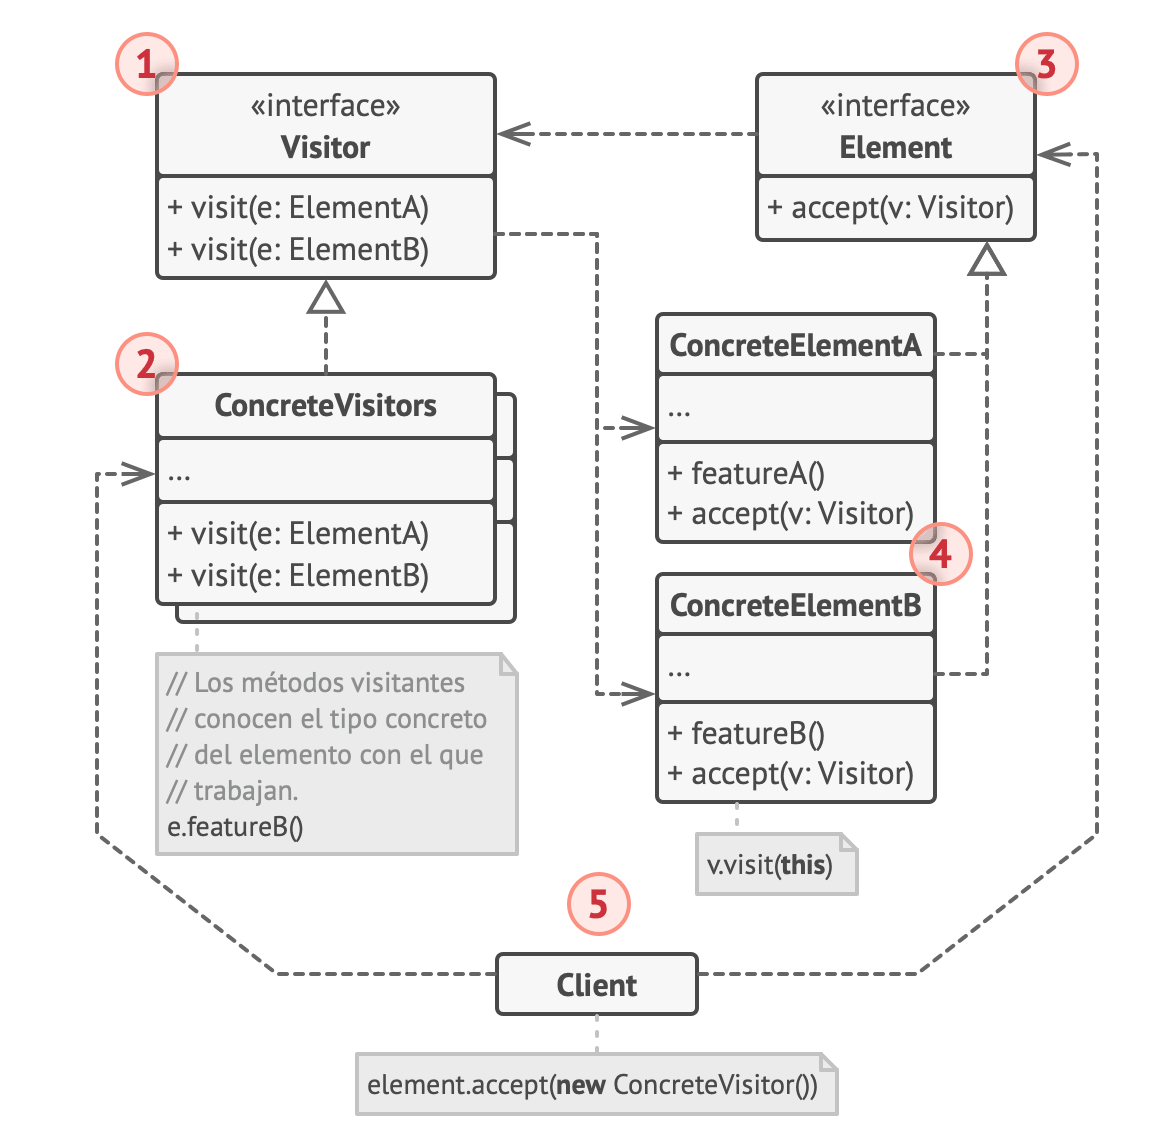 1
«interface»
Visitor
+ visit(e: ElementA)
+ visit(e: ElementB)
3
«interface»
Element
+ accept(v: Visitor)
2
ConcreteVisitors
...
+ visit(e: ElementA)
+ visit(e: ElementB)
// Los métodos visitantes
// conocen el tipo concreto
// del elemento con el que
// trabajan.
e.featureB()
ConcreteElementA
...
+ featureA()
+ accept(v: Visitor)
4
ConcreteElementB
...
+ featureB()
+ accept(v: Visitor)
v.visit(this)
5
Client
element.accept(new ConcreteVisitor())